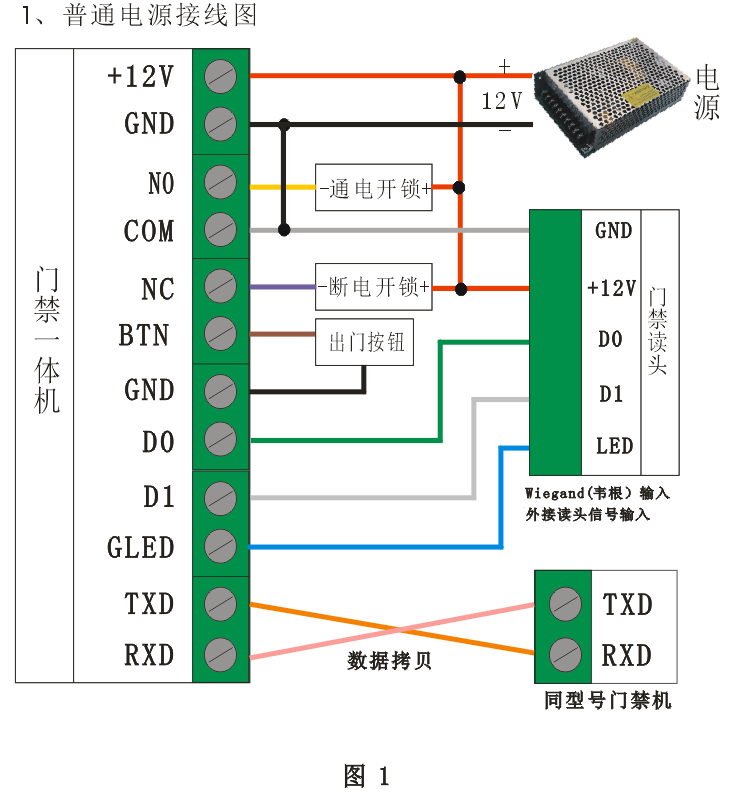 1、普通电源接线图
+12V
GND
NO
COM
NC
BTN
GND
D0
D1
GLED
TXD
RXD
门禁一体机
+
12V
−
电源
-通电开锁+
-断电开锁+
出门按钮
GND
+12V
D0
D1
LED
门禁读头
Wiegand(韦根）输入
外接读头信号输入
TXD
RXD
数据拷贝
同型号门禁机
图 1